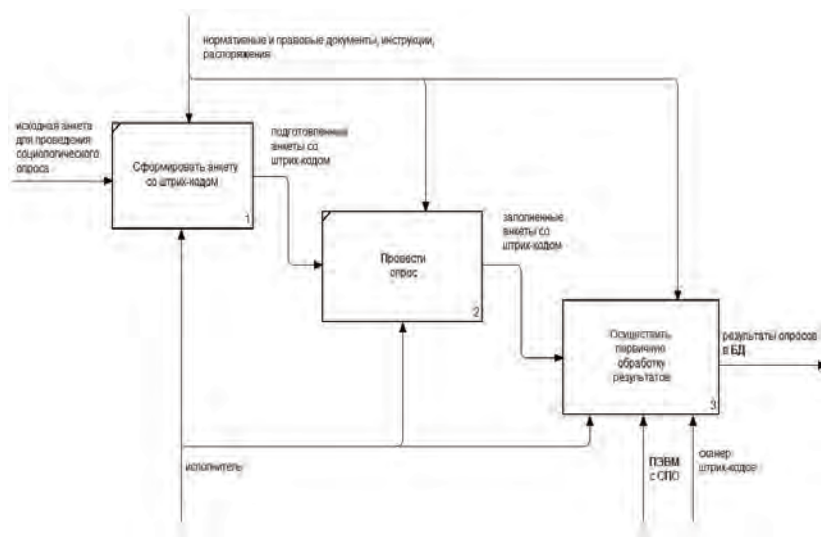 нормативные и правовые документы, инструкции,
распоряжения
исходная анкета
для проведения
социологического
опроса
Сформировать анкету
со штрих-кодом
1
подготовленные
анкеты со
штрих-кодом
Провести
опрос
2
заполненные
анкеты со
штрих-кодом
Осуществить
первичную
обработку
результатов
3
результаты опросов
в БД
исполнитель
ПЭВМ
с СПО
сканер
штрих-кодов